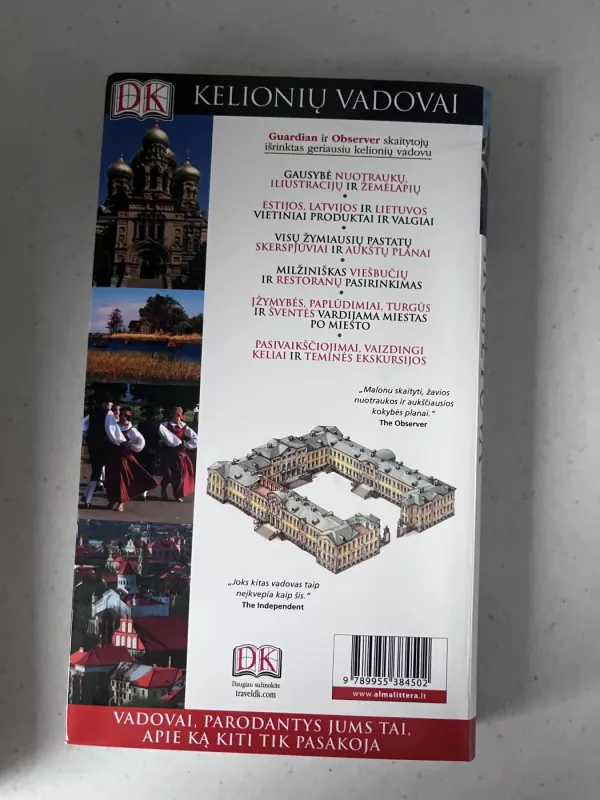 DK KELIONIŲ VADOVAI
Guardian ir Observer skaitytojų
išrinktas geriausiu kelionių vadovu
GAUSYBĖ NUOTRAUKŲ,
ILIUSTRACIJŲ IR ŽEMĖLAPIŲ
•
ESTIJOS, LATVIJOS IR LIETUVOS
VIETINIAI PRODUKTAI IR VALGIAI
•
VISŲ ŽYMIAUSIŲ PASTATŲ
SKERSPJŪVIAI IR AUKŠTŲ PLANAI
•
MILŽINIŠKAS VIEŠBUČIŲ
IR RESTORANŲ PASIRINKIMAS
•
ĮŽYMYBĖS, PAPLŪDIMIAI, TURGŪS
IR ŠVENTĖS VARDIJAMA MIESTAS
PO MIESTO
•
PASIVAIKŠČIOJIMAI, VAIZDINGI
KELIAI IR TEMINĖS EKSKURSIJOS
„Malonu skaityti, žavios
nuotraukos ir aukščiausios
kokybės planai.“
The Observer
„Joks kitas vadovas taip
neįkvepia kaip šis.“
The Independent
DK
Daugiau sužinokite
traveldk.com
9 789955 384502
www.almalittera.lt
VADOVAI, PARODANTYS JUMS TAI,
APIE KĄ KITI TIK PASAKOJA